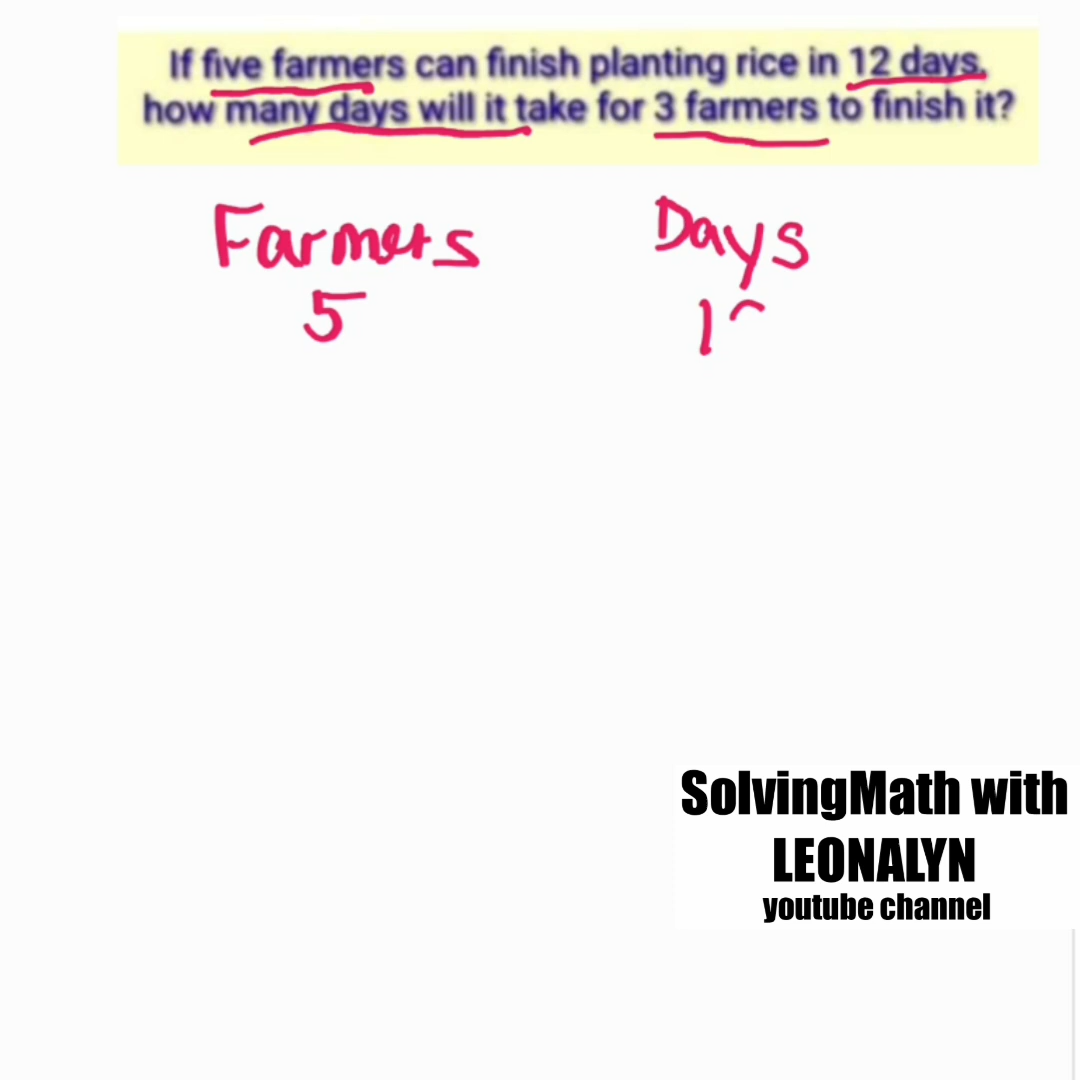 If five farmers can finish planting rice in 12 days,
how many days will it take for 3 farmers to finish it?
Farmers Days
5 1
SolvingMath with
LEONALYN
youtube channel